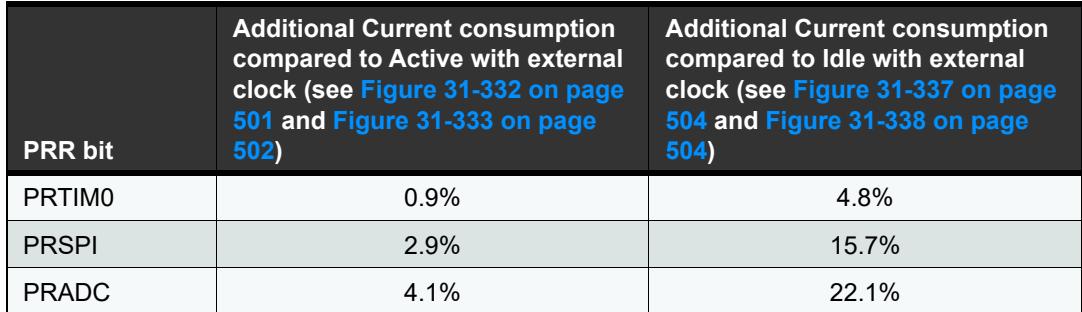 PRR bit
Additional Current consumption
compared to Active with external
clock (see Figure 31-332 on page
501 and Figure 31-333 on page
502)
Additional Current consumption
compared to Idle with external
clock (see Figure 31-337 on page
504 and Figure 31-338 on page
504)
PRTIM0 0.9% 4.8%
PRSPI 2.9% 15.7%
PRADC 4.1% 22.1%